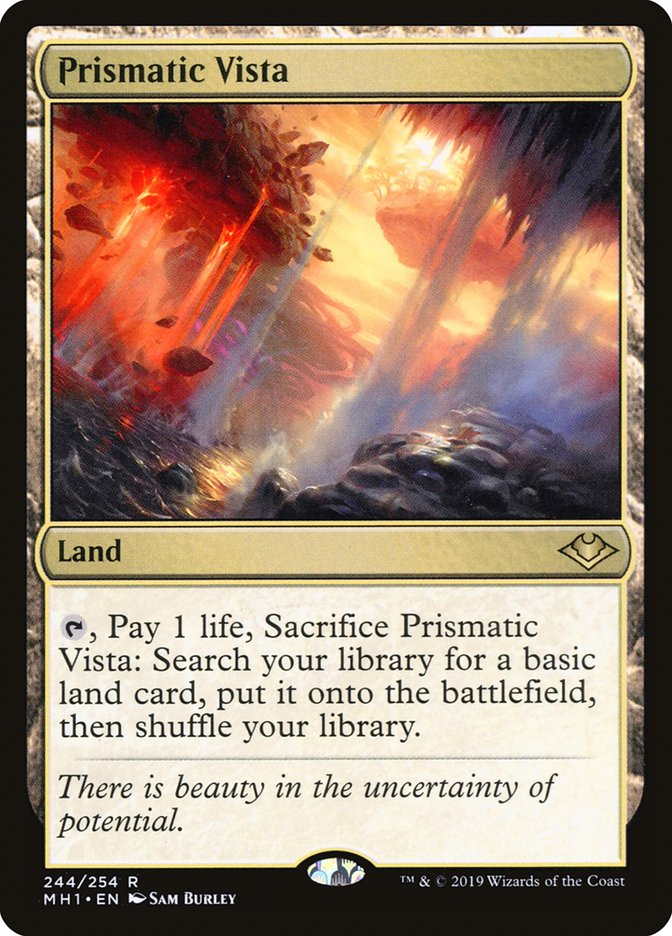 Prismatic Vista
Land
, Pay 1 life, Sacrifice Prismatic
Vista: Search your library for a basic
land card, put it onto the battlefield,
then shuffle your library.
There is beauty in the uncertainty of
potential.
244/254 R
MH1 • EN Sam Burley
™ & © 2019 Wizards of the Coast